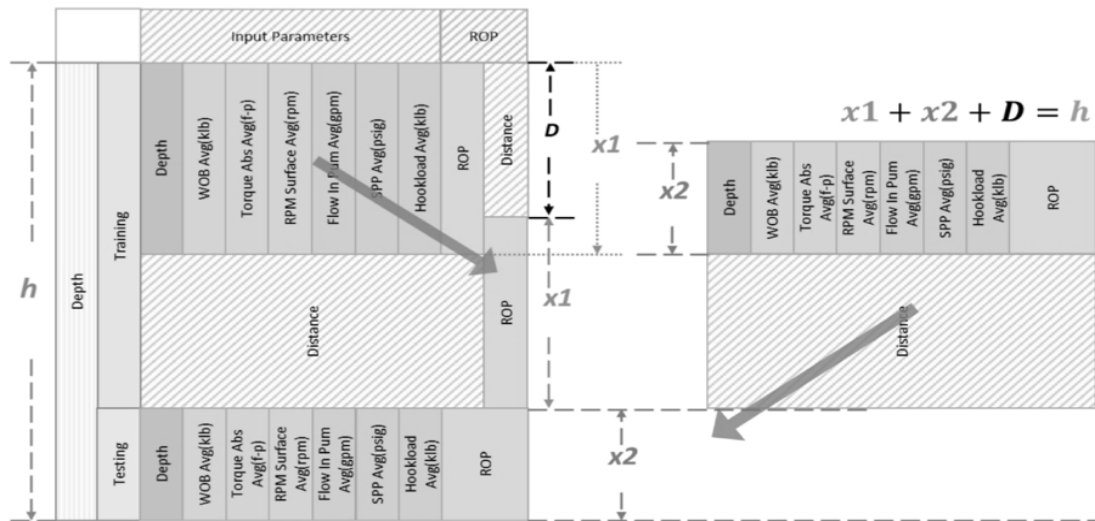 Input Parameters
ROP
h
Depth
Training
Depth
WOB Avg(klb)
Torque Abs Avg(f-p)
RPM Surface Avg(rpm)
Flow In Pum Avg(gpm)
SPP Avg(psig)
Hookload Avg(klb)
ROP
Distance
D
x1
x1
ROP
Distance
Testing
Depth
WOB Avg(klb)
Torque Abs
Avg(f-p)
RPM Surface
Avg(rpm)
Flow In Pum
Avg(gpm)
SPP Avg(psig)
Hookload
Avg(klb)
ROP
x2
x1 + x2 + D = h
x2
Depth
WOB Avg(klb)
Torque Abs
Avg(f-p)
RPM Surface
Avg(rpm)
Flow In Pum
Avg(gpm)
SPP Avg(psig)
Hookload
Avg(klb)
ROP
Distance